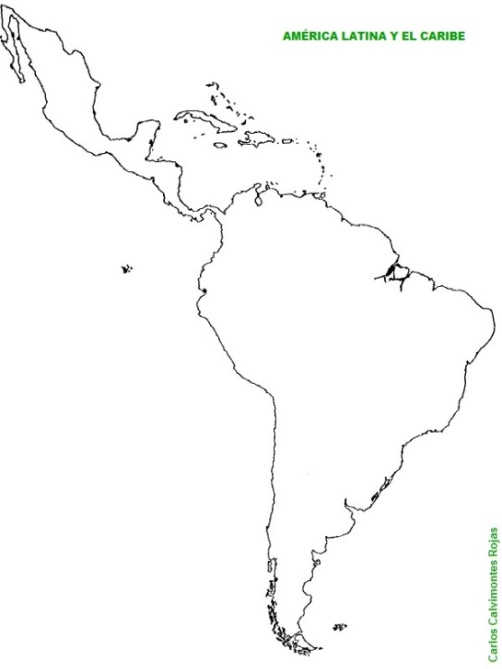 AMÉRICA LATINA Y EL CARIBE
Carlos Calvimontes Rojas